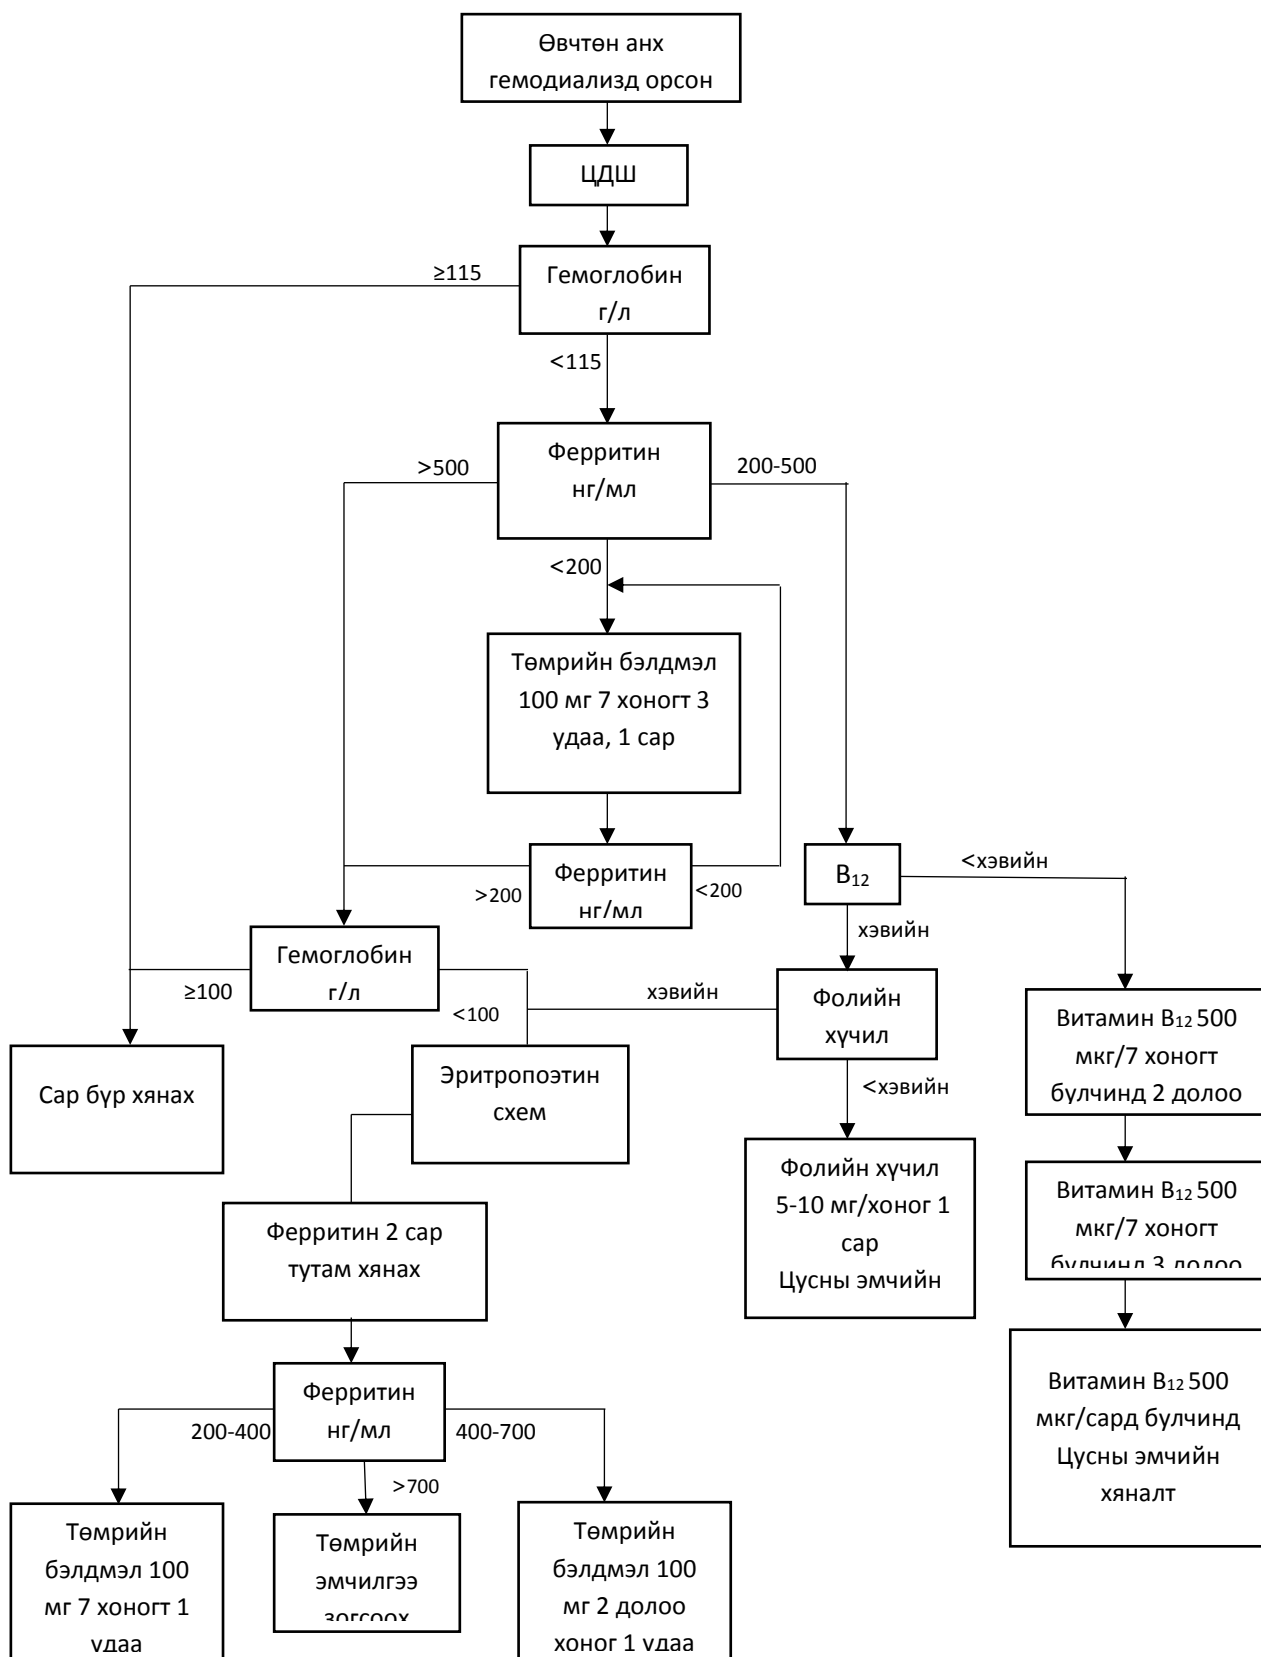 Өвчтөн анх
гемодиализд орсон
ЦДШ
≥115
Гемоглобин
г/л
<115
>500
Ферритин
нг/мл
200-500
<200
Төмрийн бэлдмэл
100 мг 7 хоногт 3
удаа, 1 сар
>200
Ферритин
нг/мл
<200
B₁₂
<хэвийн
хэвийн
≥100
Гемоглобин
г/л
<100
хэвийн
Фолийн
хүчил
<хэвийн
Витамин B₁₂ 500
мкг/7 хоногт
булчинд 2 долоо
Сар бүр хянах
Эритропоэтин
схем
Фолийн хүчил
5-10 мг/хоног 1
сар
Цусны эмчийн
Витамин B₁₂ 500
мкг/7 хоногт
булчинд 3 долоо
Ферритин 2 сар
тутам хянах
Витамин B₁₂ 500
мкг/сард булчинд
Цусны эмчийн
хяналт
200-400
Ферритин
нг/мл
400-700
>700
Төмрийн
бэлдмэл 100
мг 7 хоногт 1
удаа
Төмрийн
эмчилгээ
зогсоох
Төмрийн
бэлдмэл 100
мг 2 долоо
хоног 1 удаа